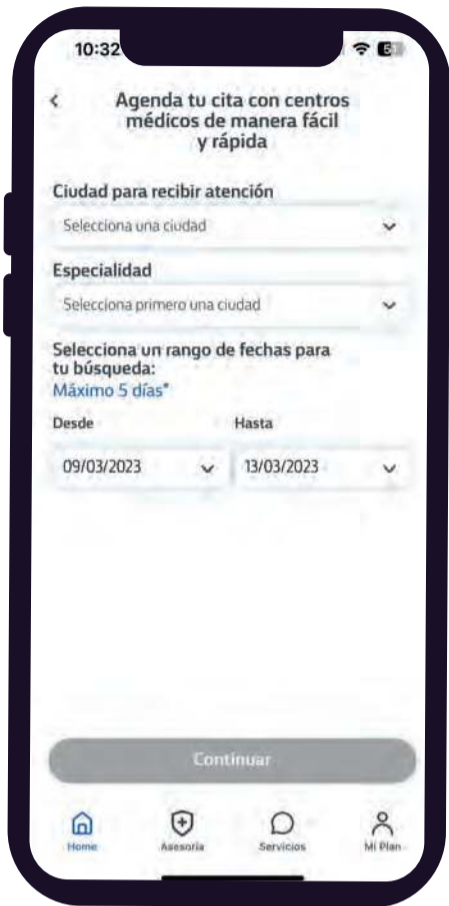 10:32
Agenda tu cita con centros
médicos de manera fácil
y rápida
Ciudad para recibir atención
Selecciona una ciudad
Especialidad
Selecciona primero una ciudad
Selecciona un rango de fechas para
tu búsqueda:
Máximo 5 días*
Desde Hasta
09/03/2023 13/03/2023
Continuar
Home Asesoría Servicios Mi Plan